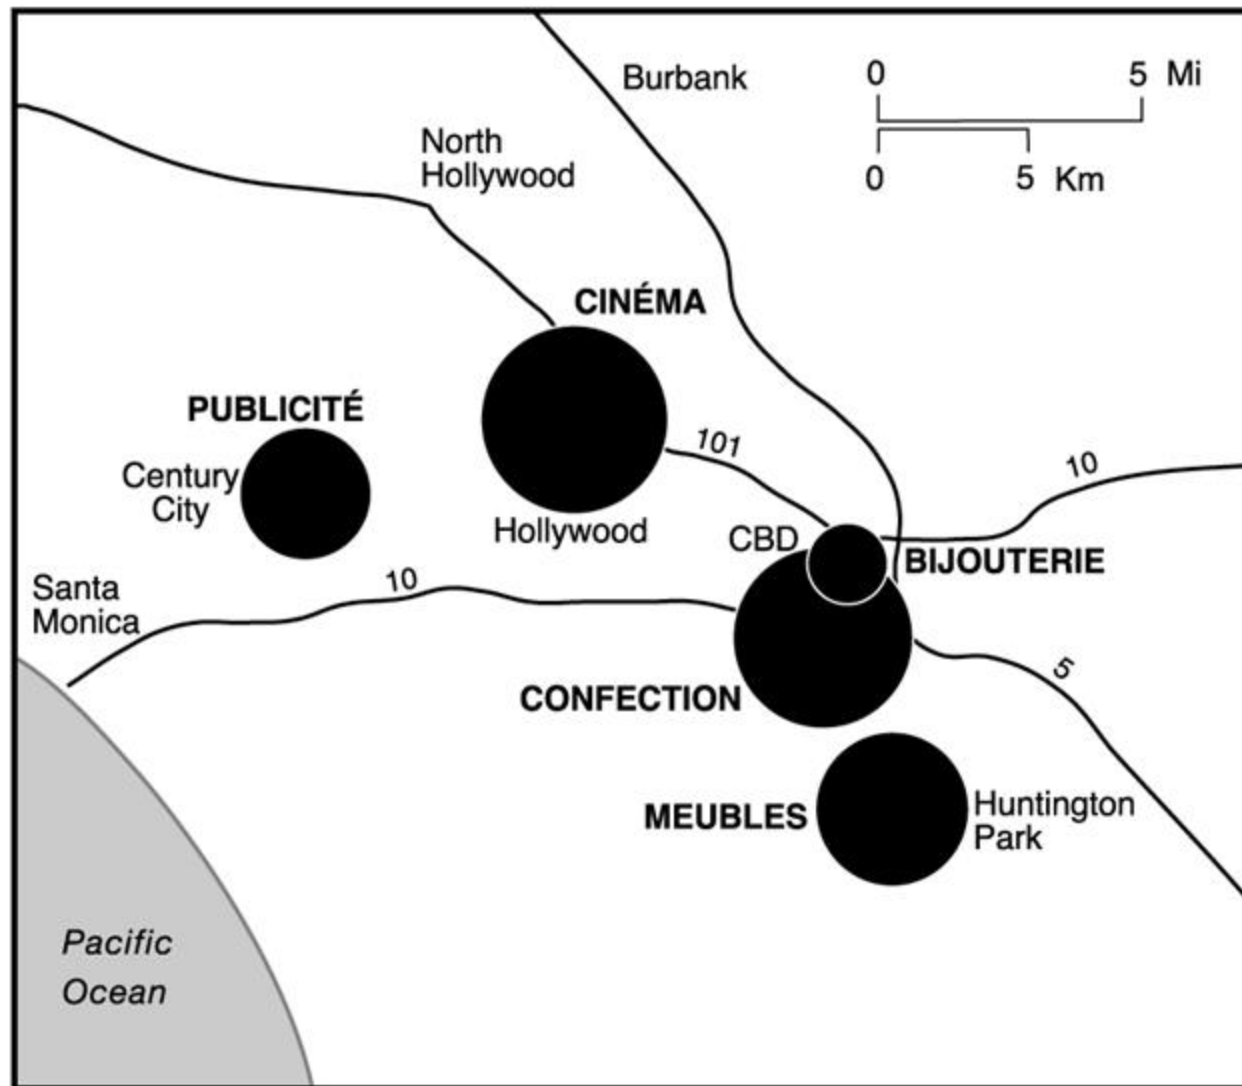 Burbank
0 5 Mi
0 5 Km
North
Hollywood
CINÉMA
PUBLICITÉ
Century
City
Hollywood
101
10
CBD
BIJOUTERIE
Santa
Monica
10
CONFECTION
5
MEUBLES
Huntington
Park
Pacific
Ocean